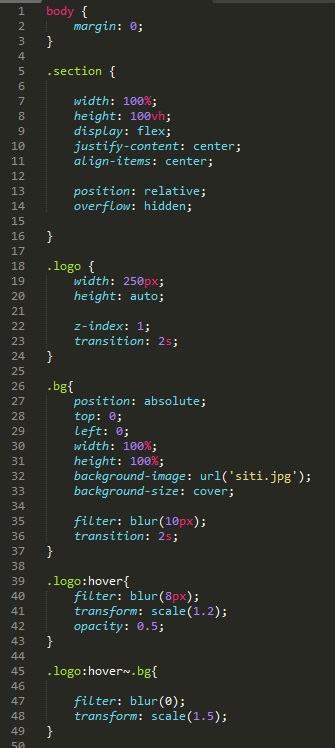 1 body {
2 margin: 0;
3 }
4
5 .section {
6
7 width: 100%;
8 height: 100vh;
9 display: flex;
10 justify-content: center;
11 align-items: center;
12
13 position: relative;
14 overflow: hidden;
15
16 }
17
18 .logo {
19 width: 250px;
20 height: auto;
21
22 z-index: 1;
23 transition: 2s;
24 }
25
26 .bg{
27 position: absolute;
28 top: 0;
29 left: 0;
30 width: 100%;
31 height: 100%;
32 background-image: url('siti.jpg');
33 background-size: cover;
34
35 filter: blur(10px);
36 transition: 2s;
37 }
38
39 .logo:hover{
40 filter: blur(8px);
41 transform: scale(1.2);
42 opacity: 0.5;
43 }
44
45 .logo:hover~.bg{
46
47 filter: blur(0);
48 transform: scale(1.5);
49 }
50